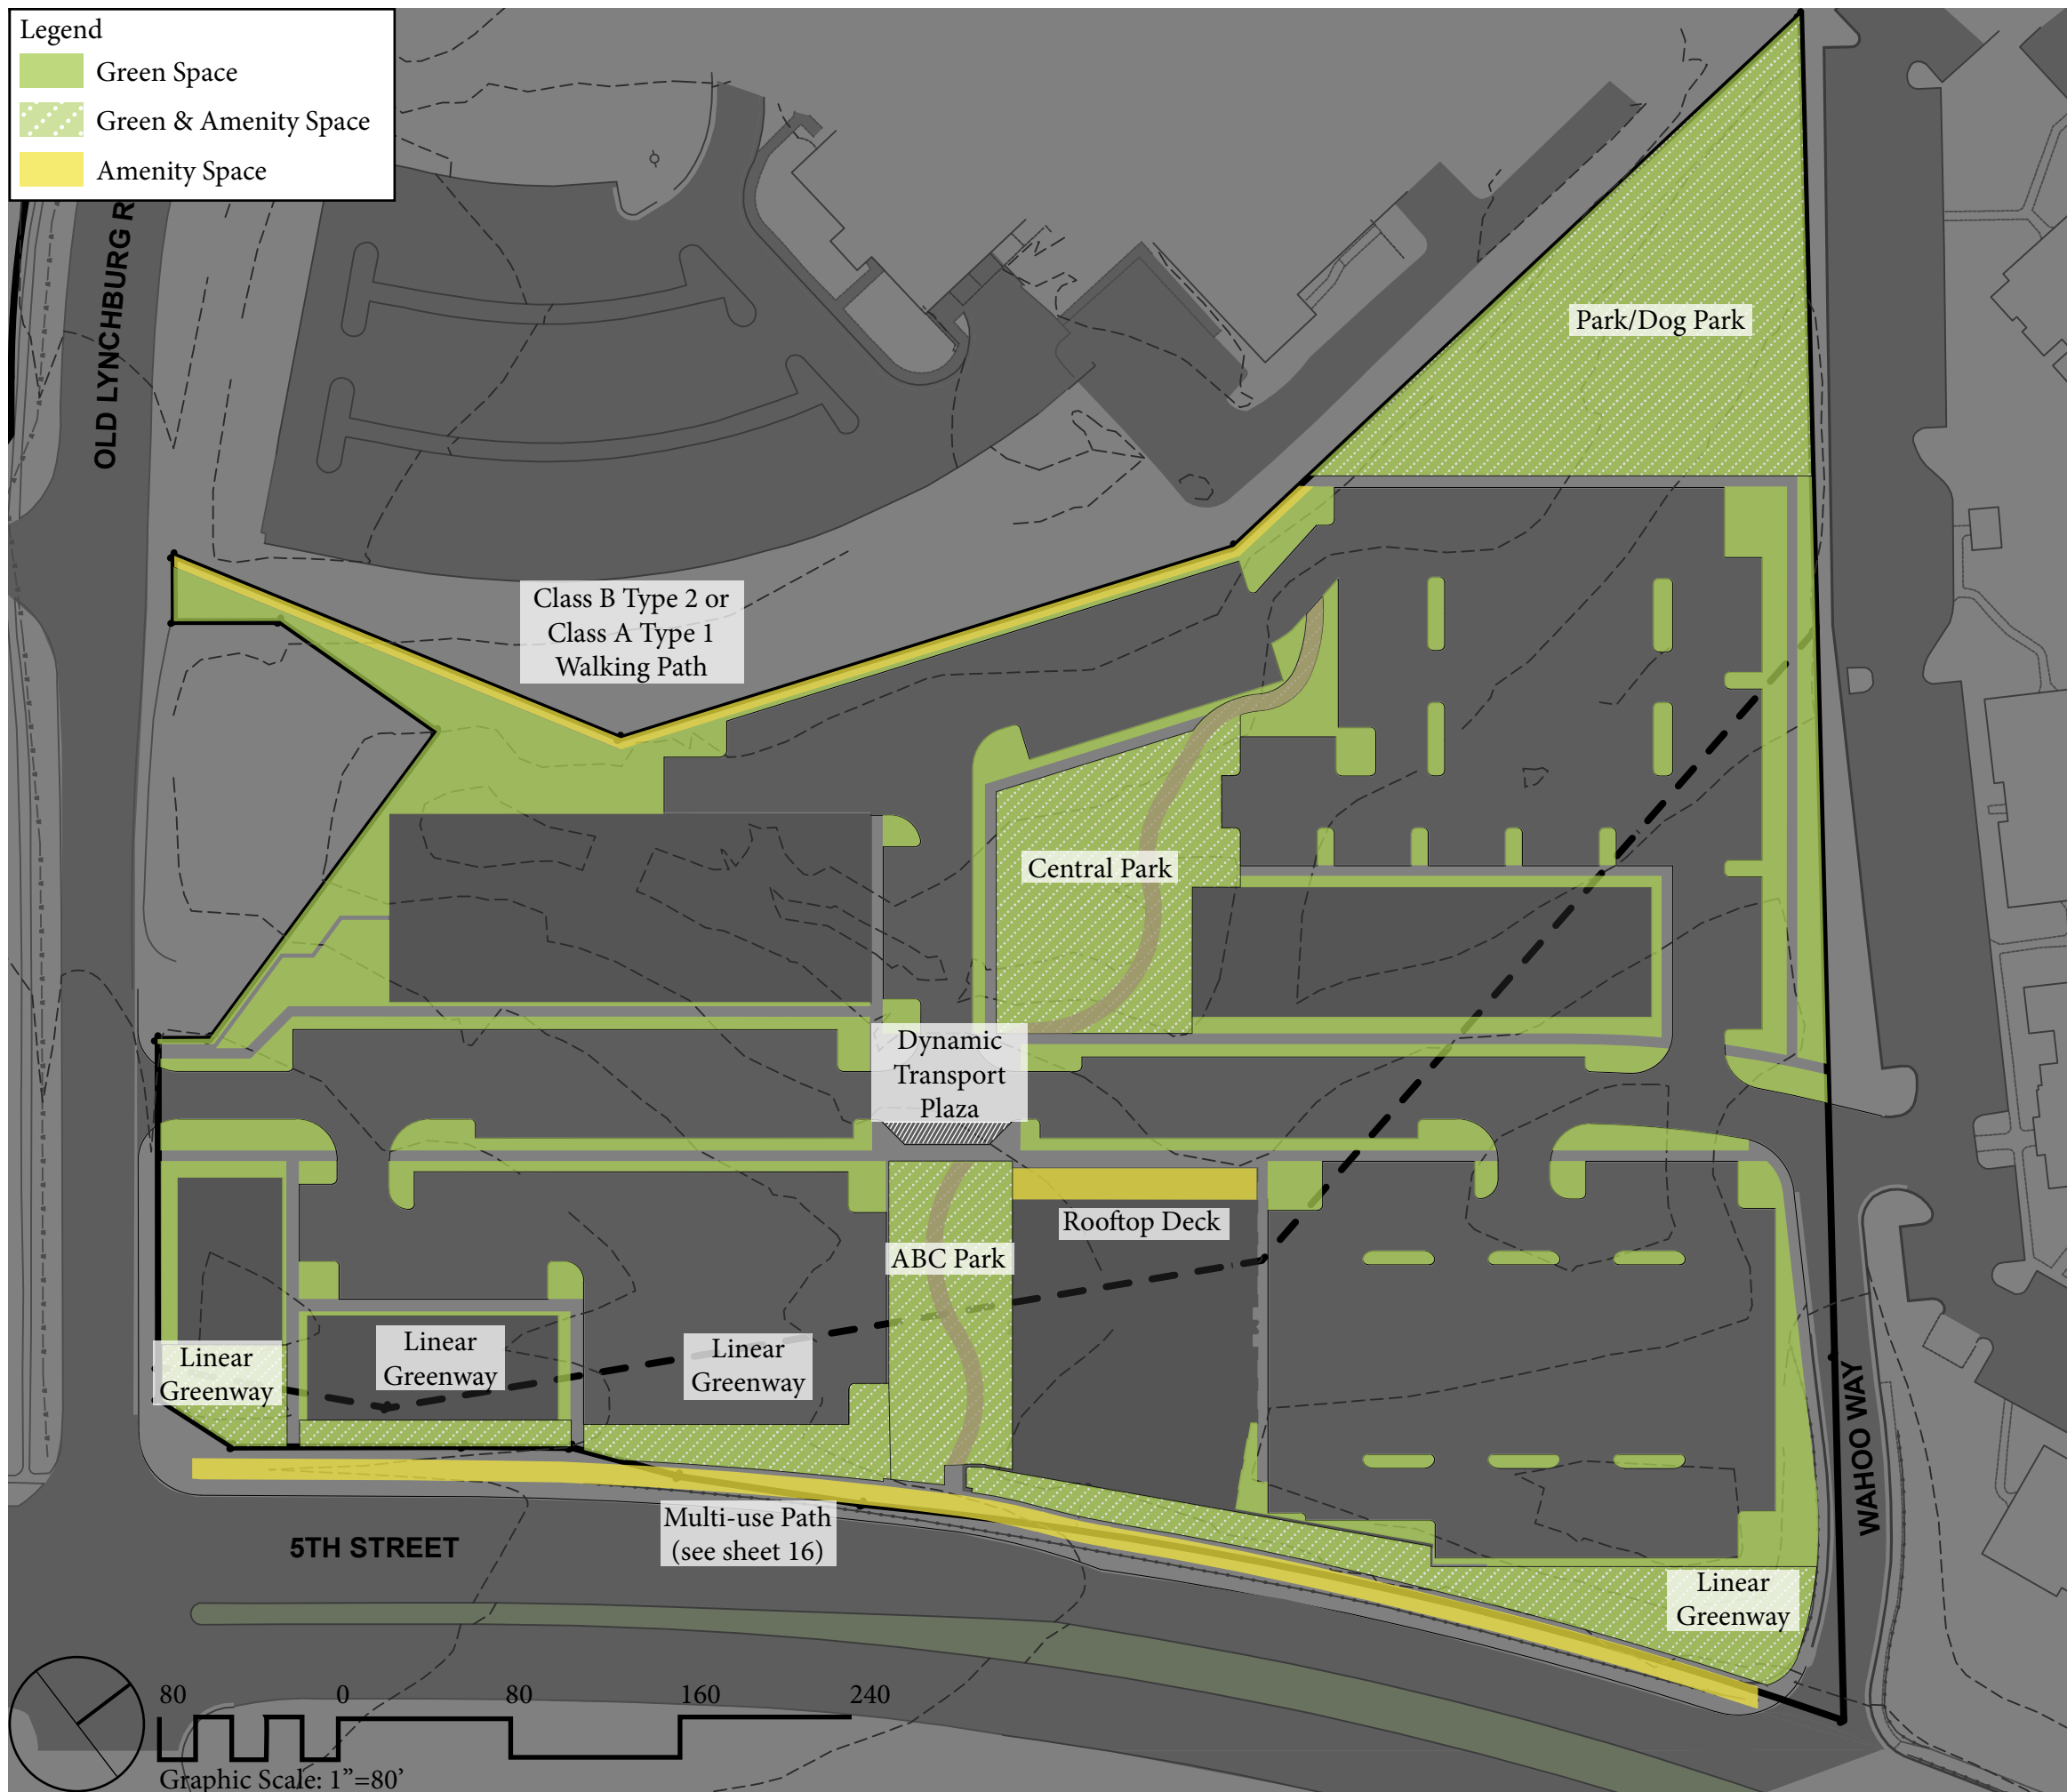 Legend
Green Space
Green & Amenity Space
Amenity Space
OLD LYNCHBURG R
Park/Dog Park
Class B Type 2 or
Class A Type 1
Walking Path
Central Park
Dynamic
Transport
Plaza
Rooftop Deck
ABC Park
Linear
Greenway
Linear
Greenway
Linear
Greenway
WAHOO WAY
Multi-use Path
(see sheet 16)
5TH STREET
Linear
Greenway
80 0 80 160 240
Graphic Scale: 1”=80’